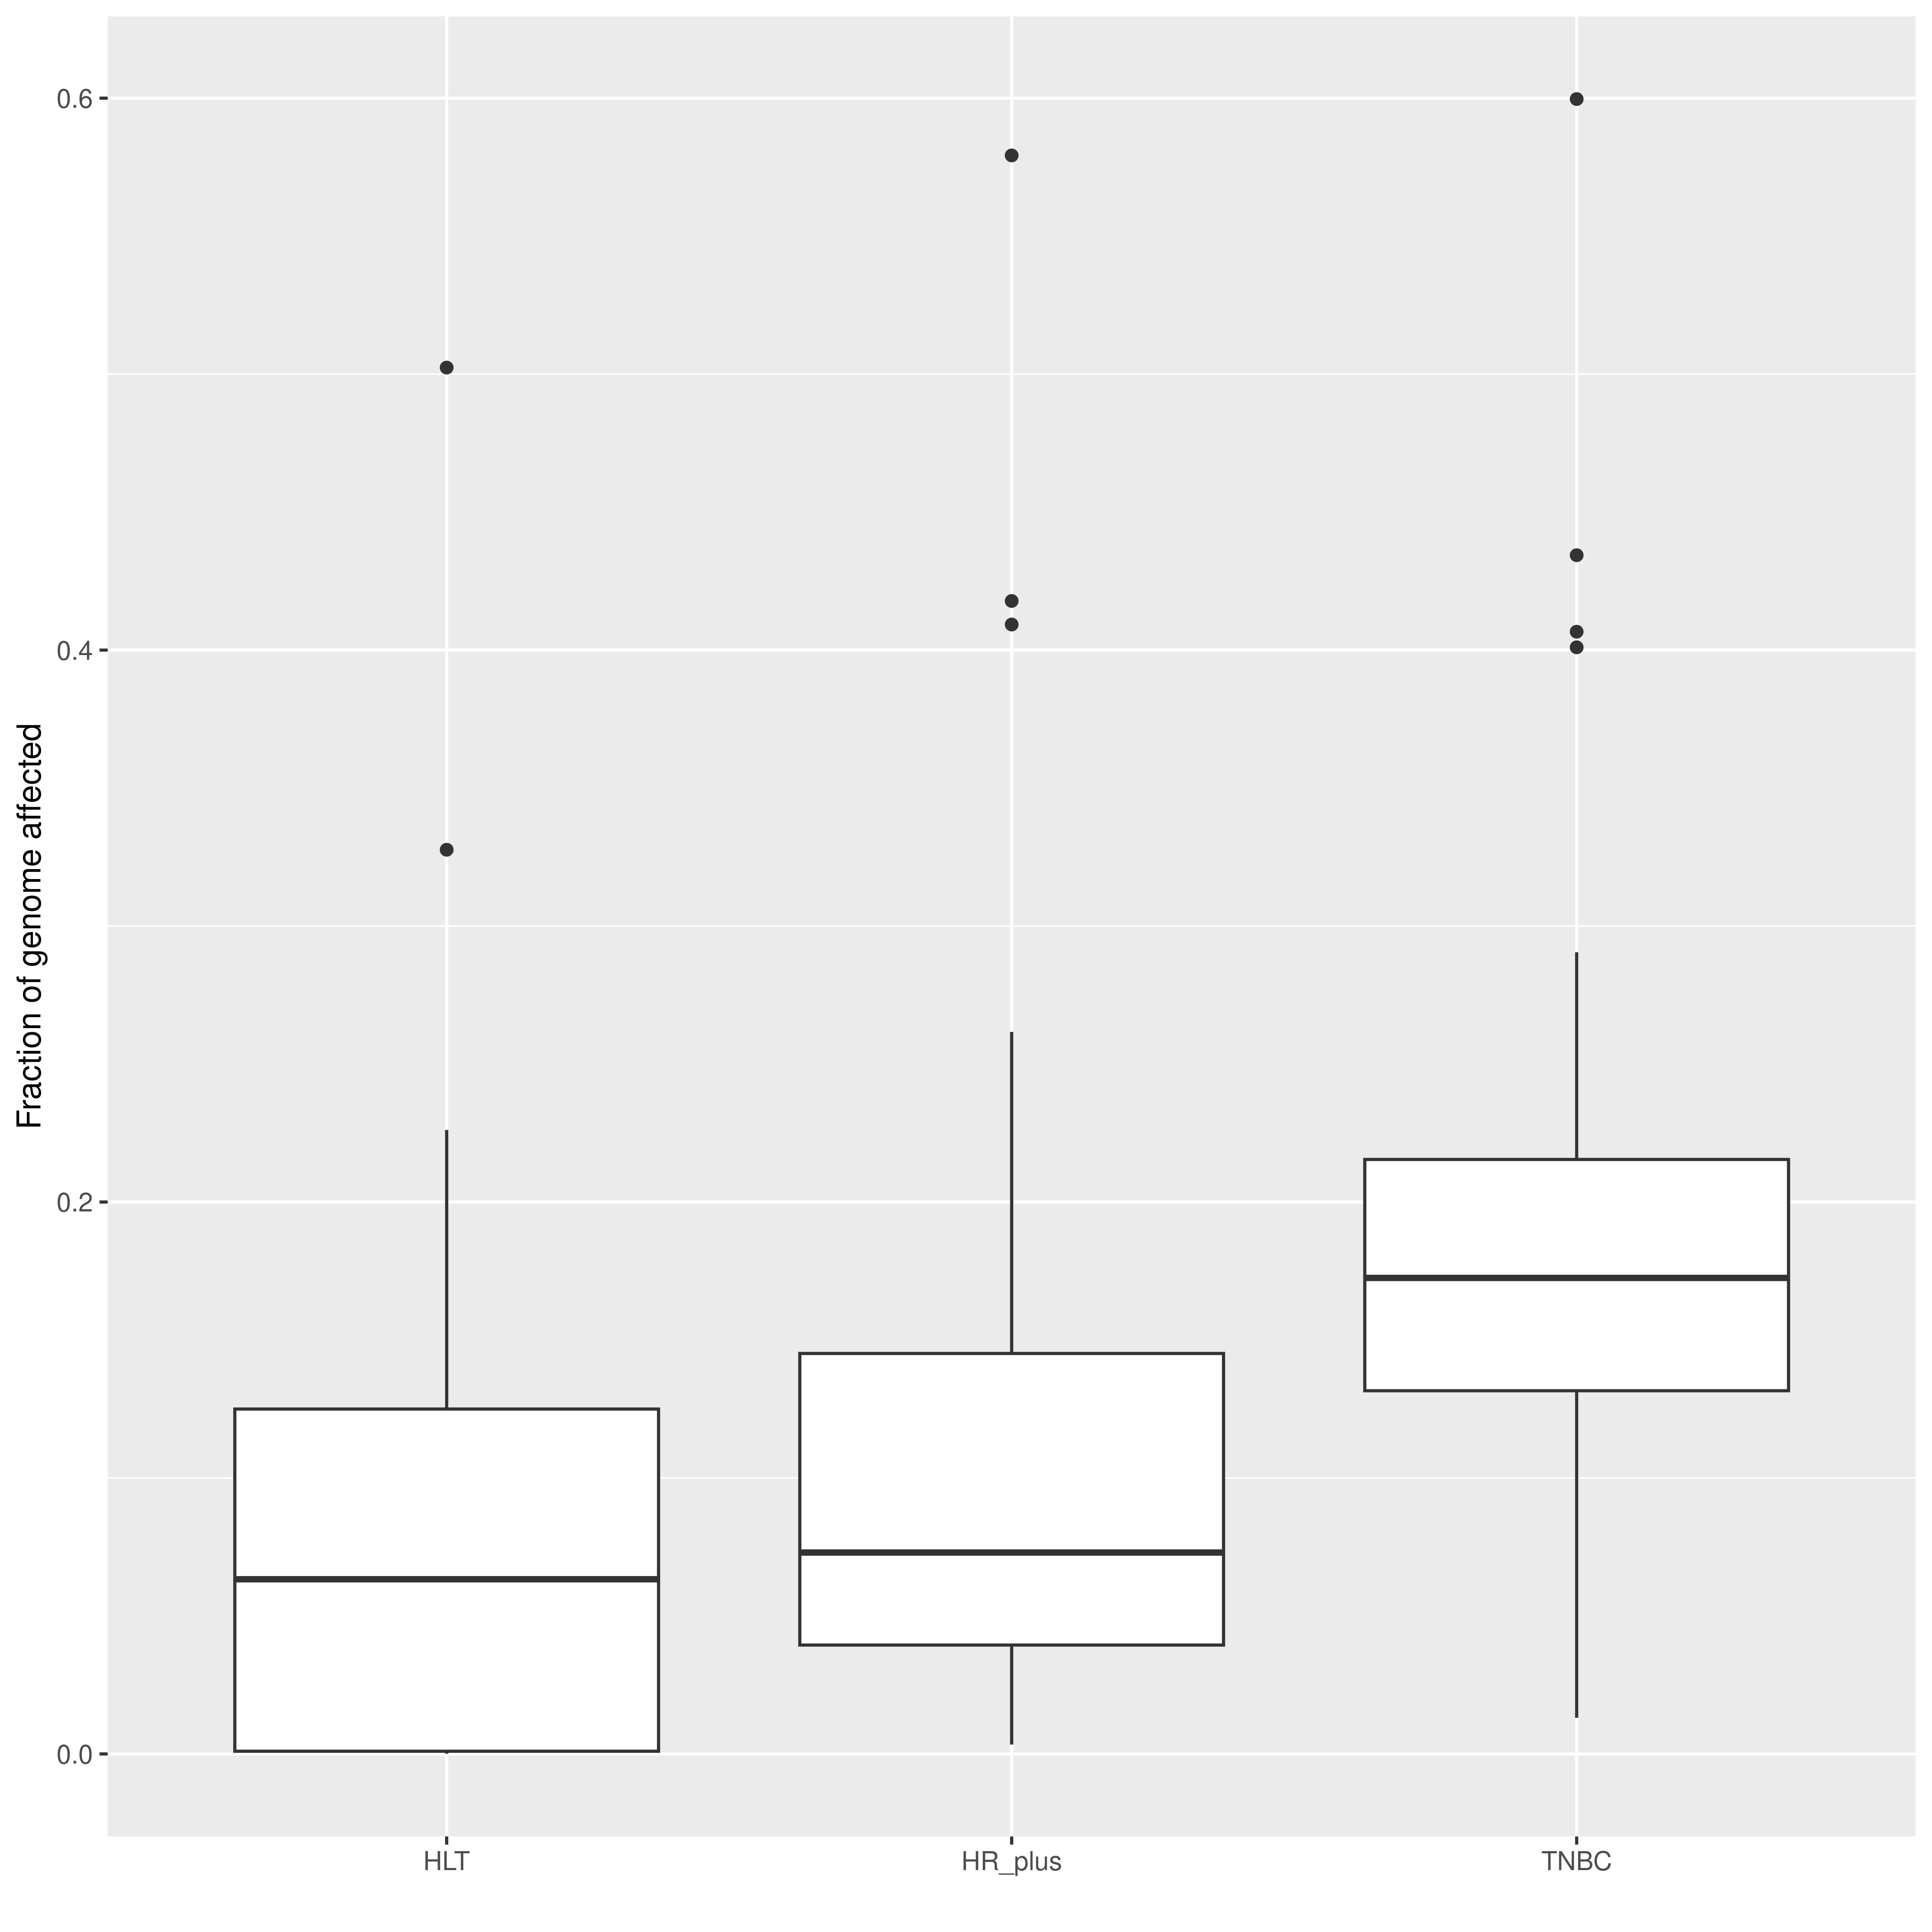 Fraction of genome affected
0.6
0.4
0.2
0.0
HLT HR_plus TNBC